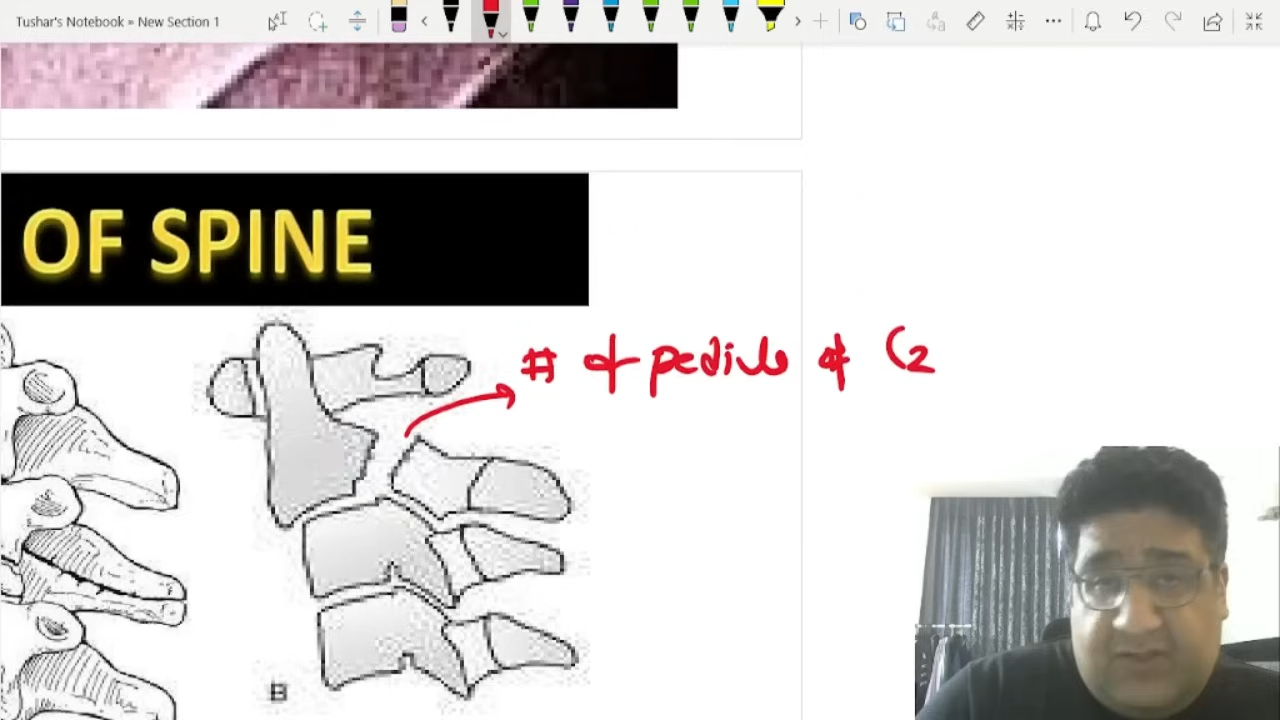 Tushar's Notebook » New Section 1
OF SPINE
# of pedicle of C2
B